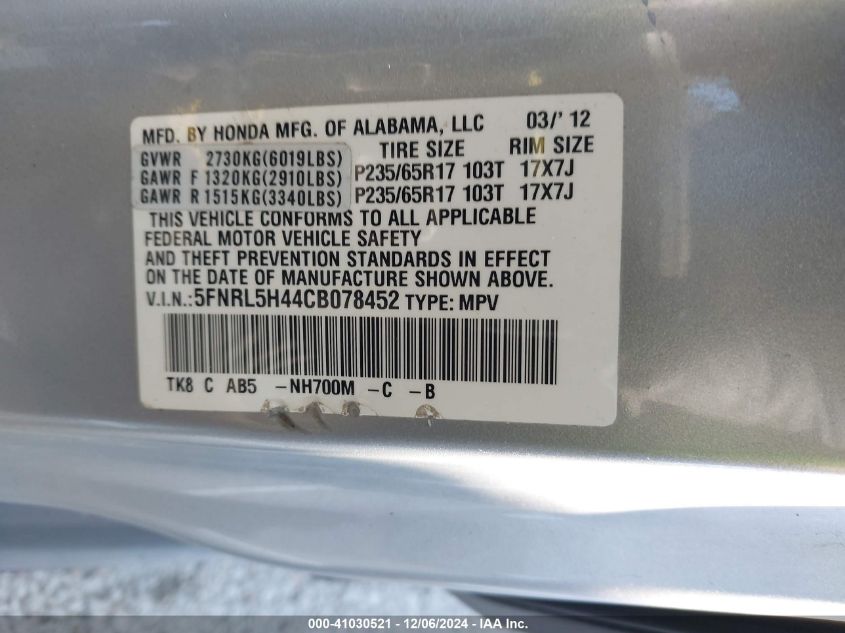 MFD. BY HONDA MFG. OF ALABAMA, LLC 03/' 12
TIRE SIZE RIM SIZE
GVWR 2730KG(6019LBS)
GAWR F 1320KG(2910LBS) P235/65R17 103T 17X7J
GAWR R 1515KG(3340LBS) P235/65R17 103T 17X7J
THIS VEHICLE CONFORMS TO ALL APPLICABLE
FEDERAL MOTOR VEHICLE SAFETY
AND THEFT PREVENTION STANDARDS IN EFFECT
ON THE DATE OF MANUFACTURE SHOWN ABOVE.
V.I.N.:5FNRL5H44CB078452 TYPE: MPV
TK8 C AB5 -NH700M -C -B
000-41030521 - 12/06/2024 - IAA Inc.